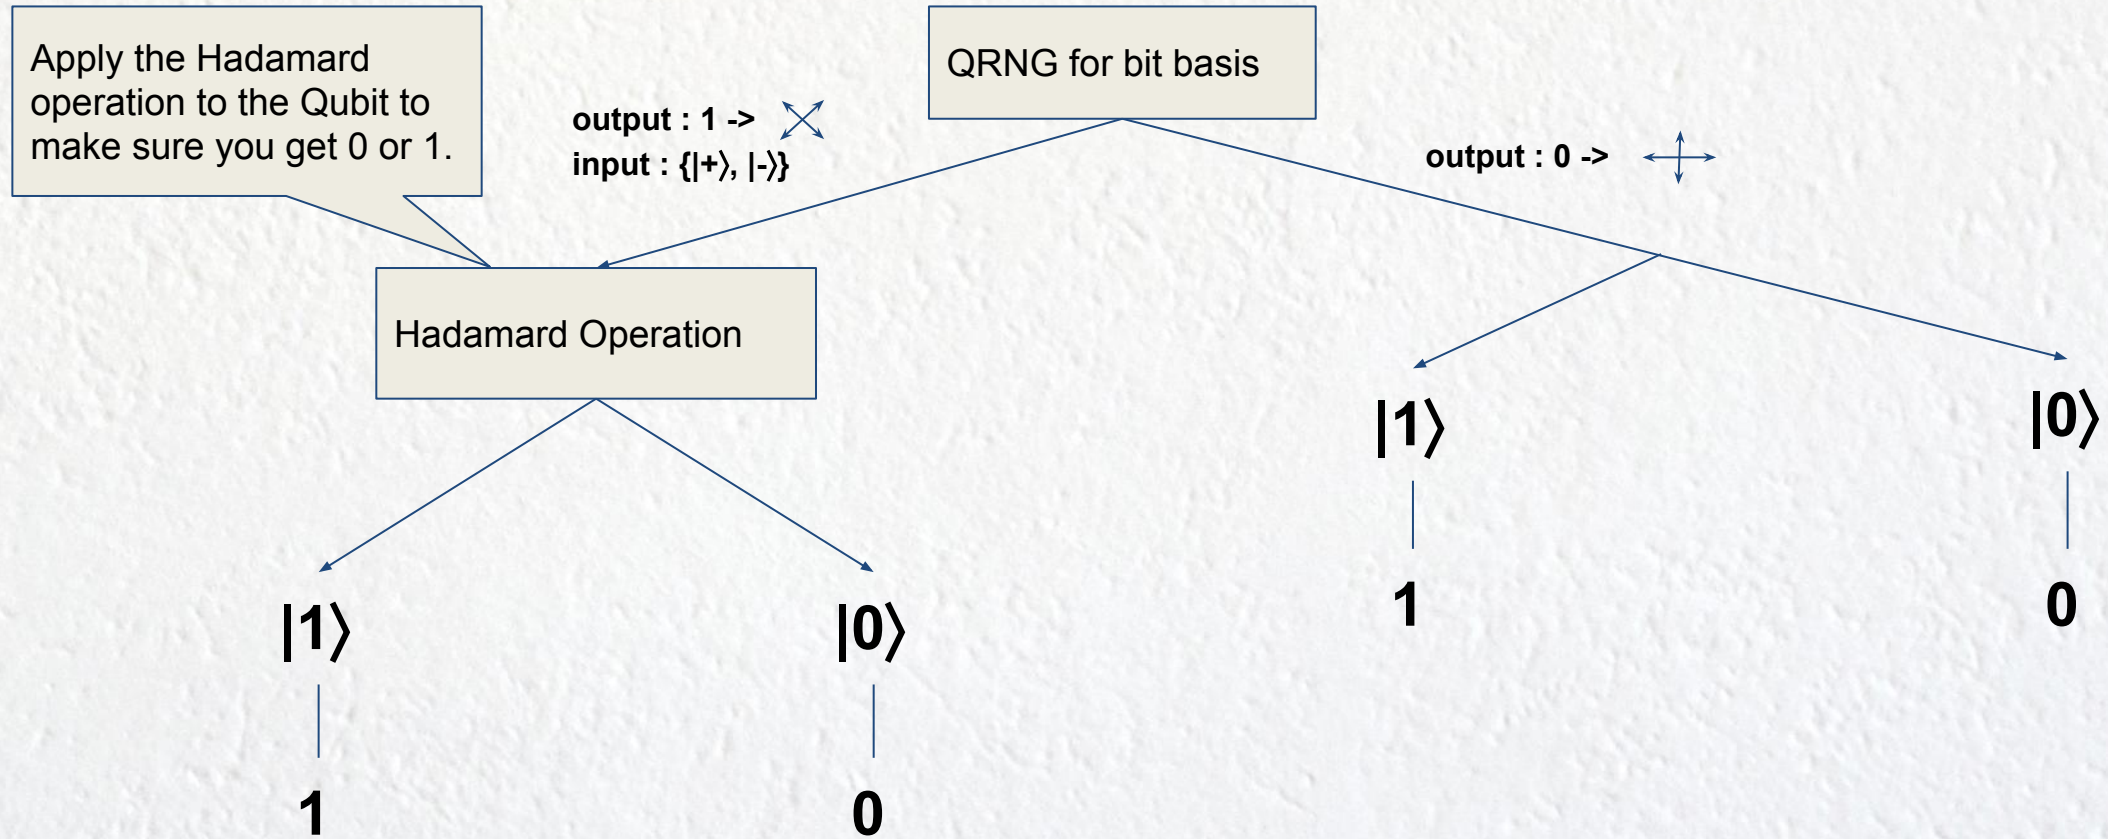 Apply the Hadamard
operation to the Qubit to
make sure you get 0 or 1.
QRNG for bit basis
output : 1 ->
input : {|+⟩, |-⟩}
output : 0 ->
Hadamard Operation
|1⟩
|0⟩
1
0
|1⟩
|0⟩
1
0